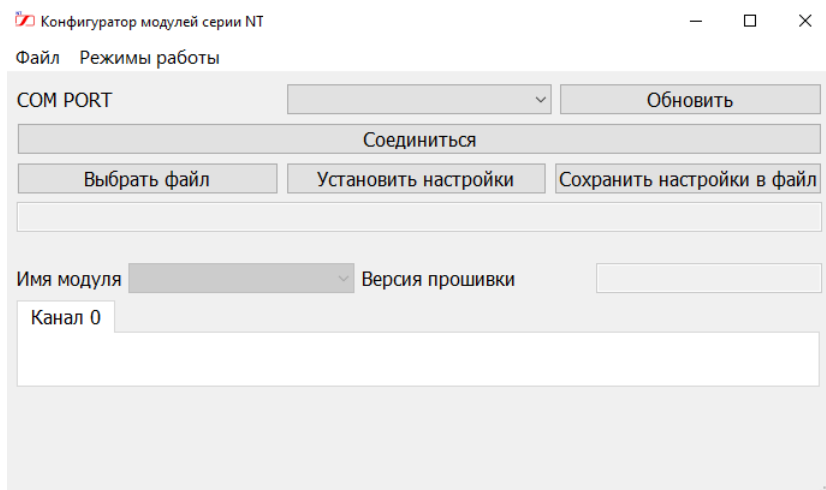 Конфигуратор модулей серии NT
Файл Режимы работы
COM PORT Обновить
Соединиться
Выбрать файл Установить настройки Сохранить настройки в файл
Имя модуля Версия прошивки
Канал 0